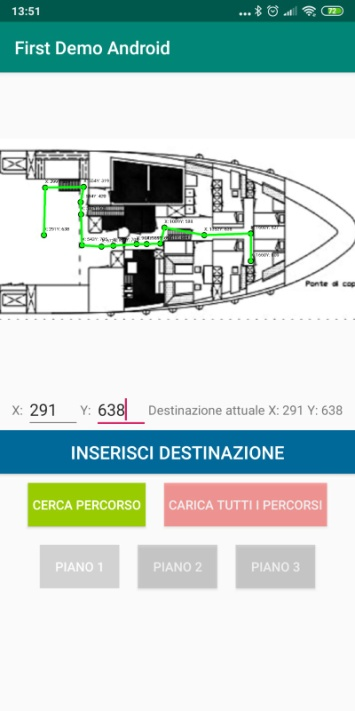 13:51
72
First Demo Android
Ponte di cop
X: 291 Y: 638 Destinazione attuale X: 291 Y: 638
INSERISCI DESTINAZIONE
CERCA PERCORSO CARICA TUTTI I PERCORSI
PIANO 1 PIANO 2 PIANO 3